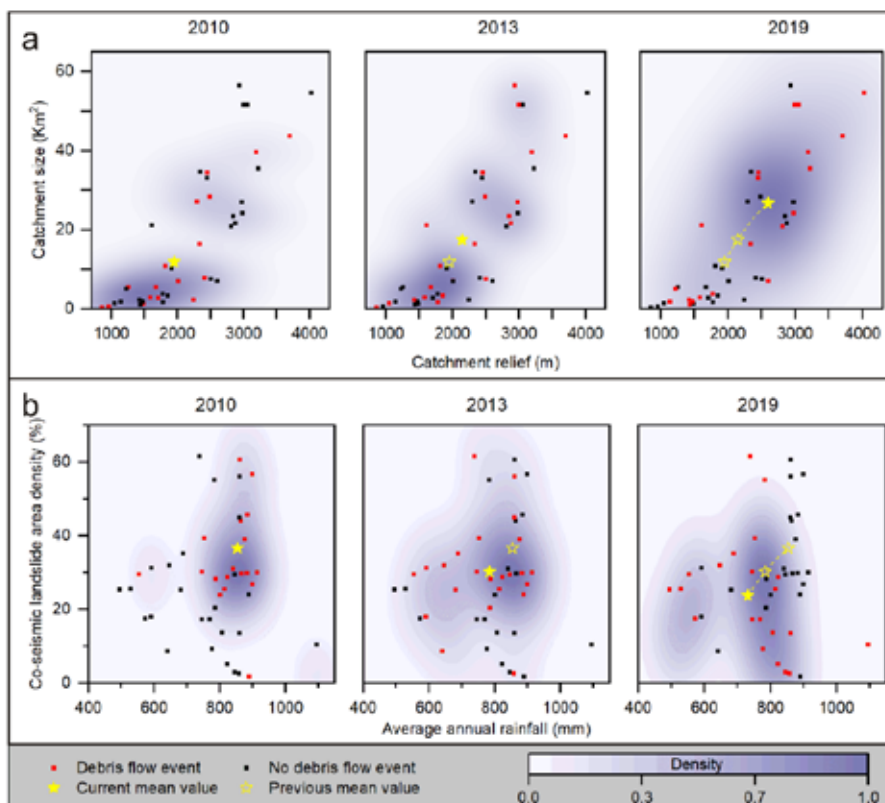 a
2010 2013 2019
Catchment size (Km²)
60
40
20
0
1000 2000 3000 4000 1000 2000 3000 4000 1000 2000 3000 4000
Catchment relief (m)
b
2010 2013 2019
Co-seismic landslide area density (%)
60
40
20
0
400 600 800 1000 400 600 800 1000 400 600 800 1000
Average annual rainfall (mm)
Debris flow event No debris flow event Density
Current mean value Previous mean value
0.0 0.3 0.7 1.0